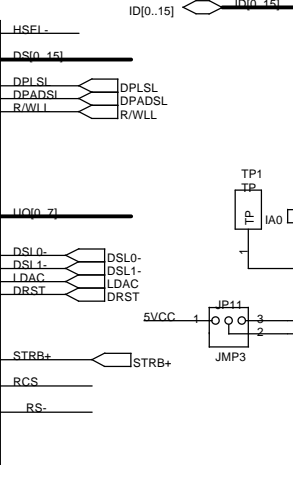 ID[0..15] ID[0..15]
HSEL-
DS[0..15]
DPLSL DPLSL
DPADSL DPADSL
R/WLL R/WLL
TP1
TP
TP IA0
1
UO[0..7]
DSL0- DSL0-
DSL1- DSL1-
LDAC LDAC
DRST DRST
JP11
5VCC 1 3
2
JMP3
STRB+ STRB+
RCS
RS-